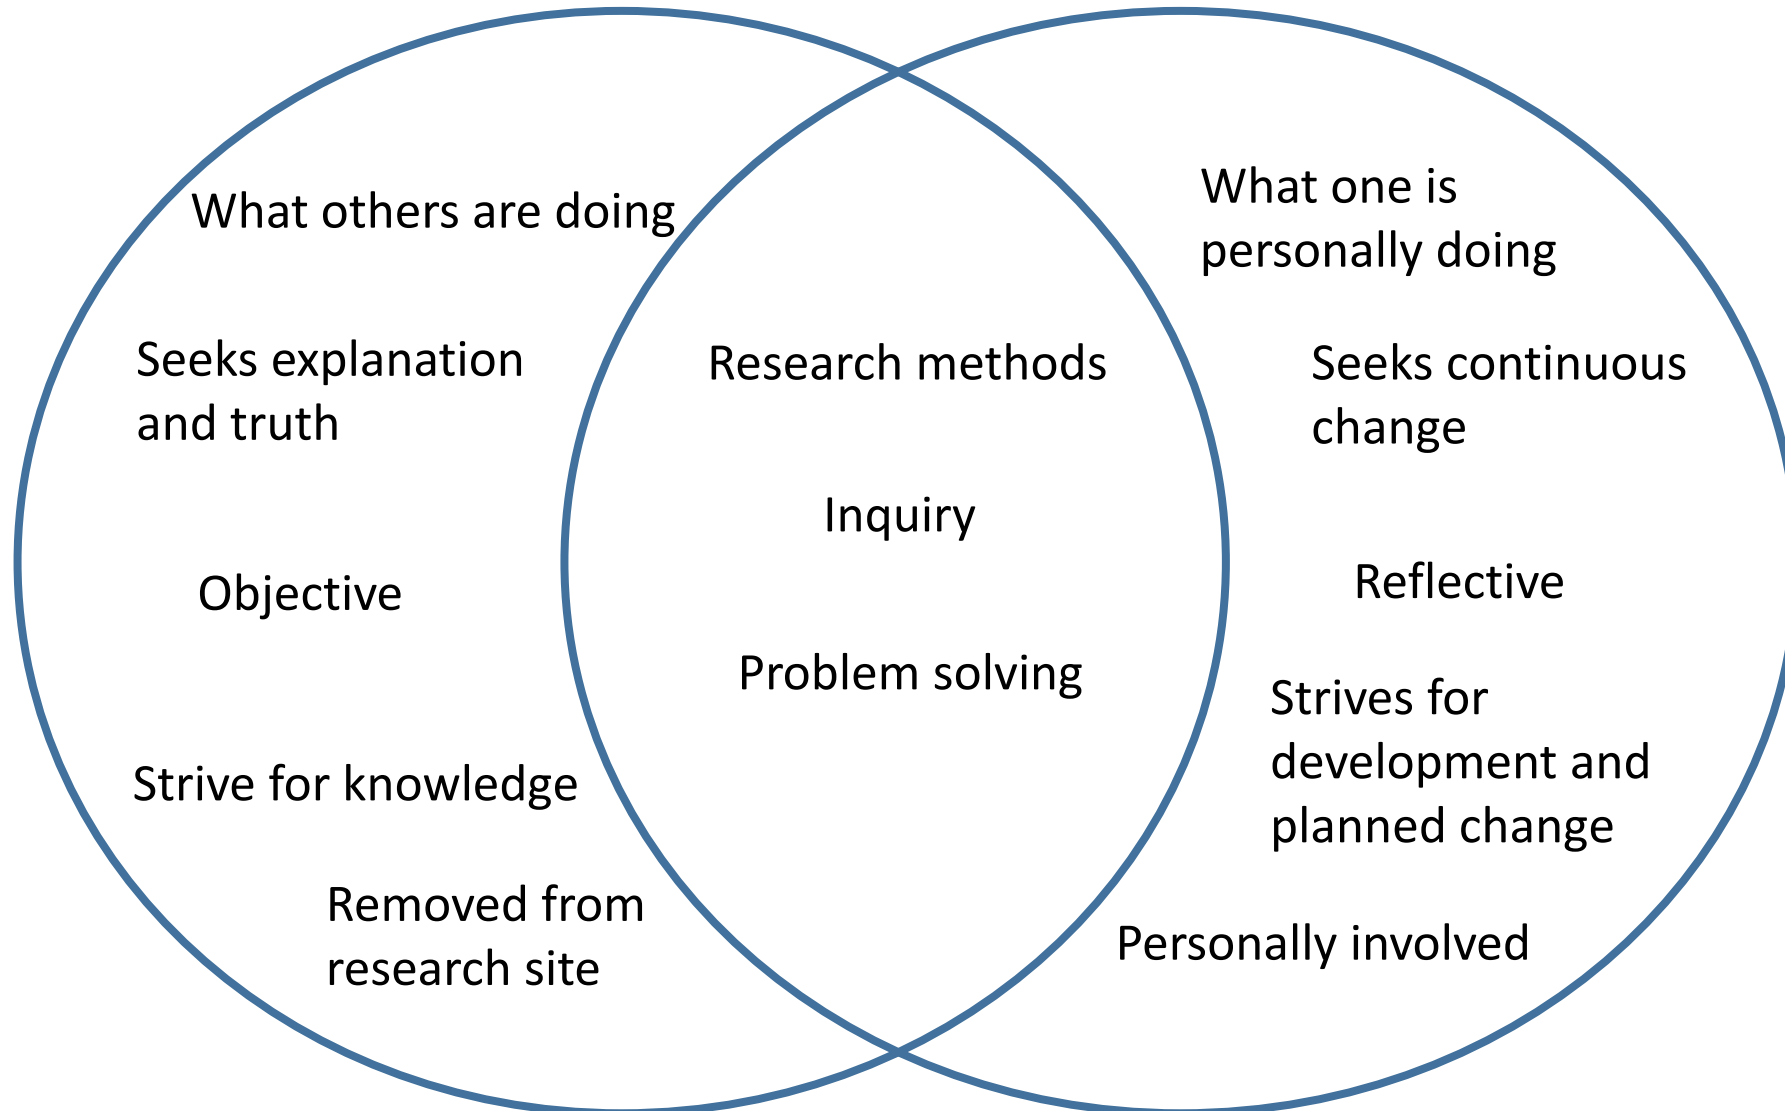 What others are doing
Seeks explanation
and truth
Objective
Strive for knowledge
Removed from
research site
Research methods
Inquiry
Problem solving
What one is
personally doing
Seeks continuous
change
Reflective
Strives for
development and
planned change
Personally involved